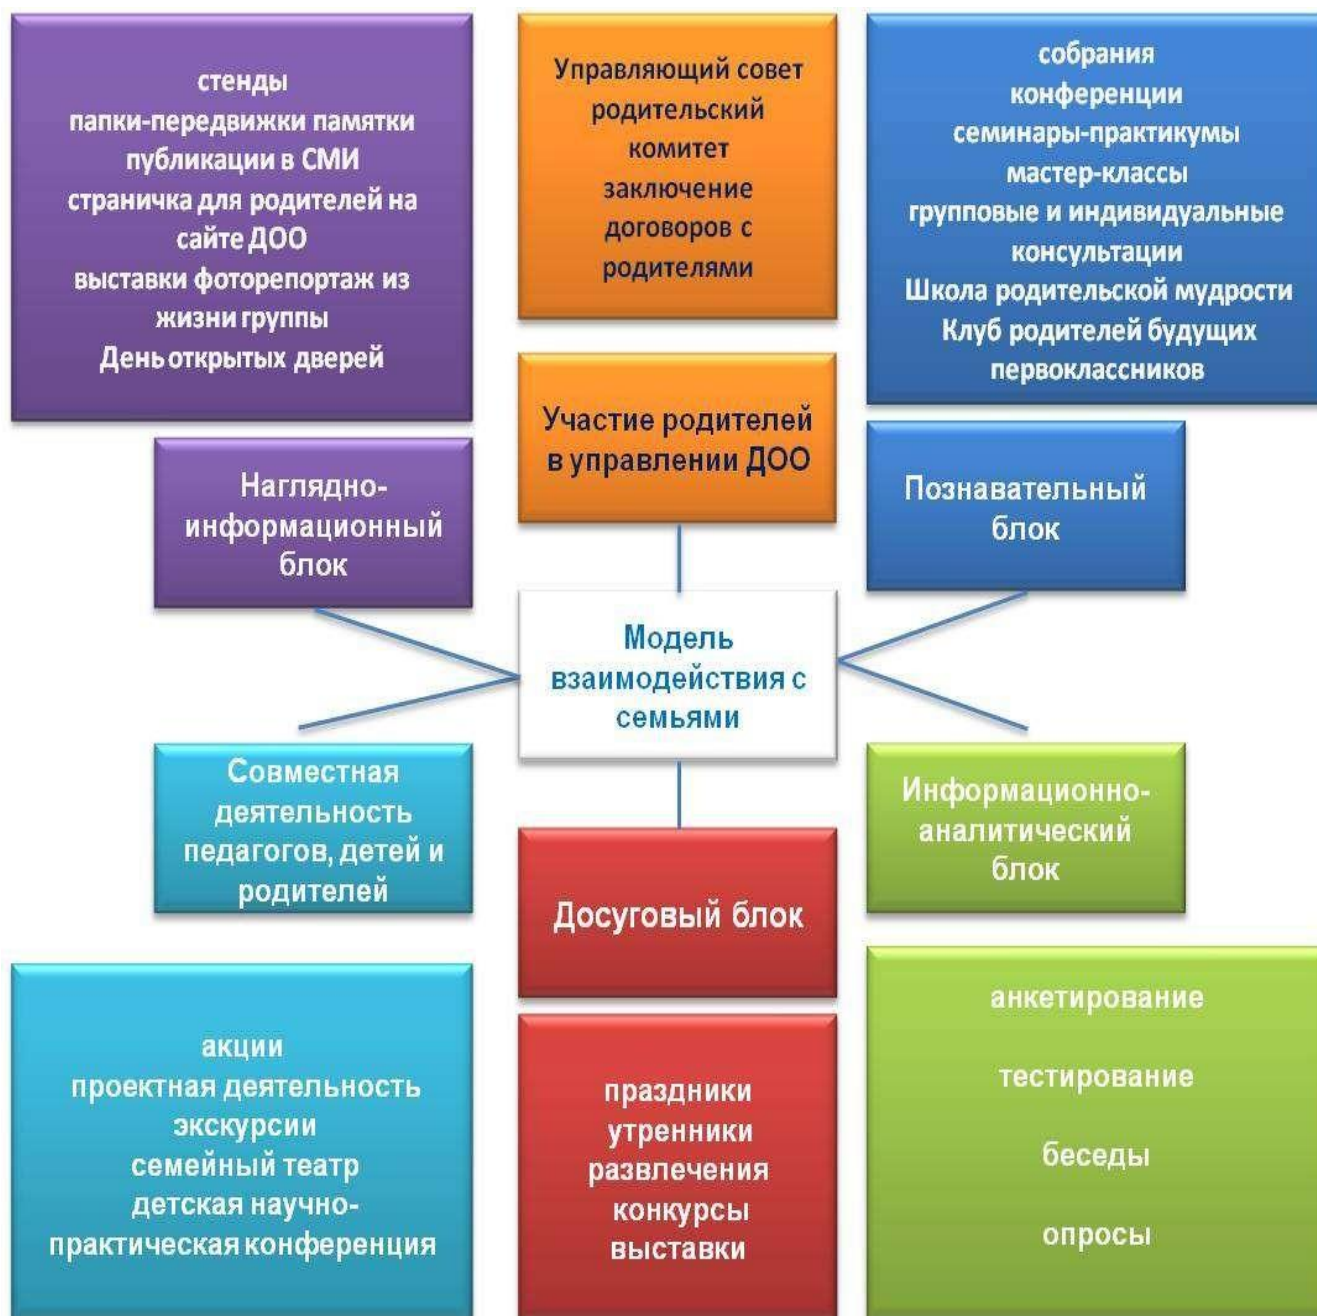 стенды
папки-передвижки памятки
публикации в СМИ
страничка для родителей на
сайте ДОО
выставки фоторепортаж из
жизни группы
День открытых дверей
Управляющий совет
родительский
комитет
заключение
договоров с
родителями
собрания
конференции
семинары-практикумы
мастер-классы
групповые и индивидуальные
консультации
Школа родительской мудрости
Клуб родителей будущих
первоклассников
Наглядно-
информационный
блок
Участие родителей
в управлении ДОО
Познавательный
блок
Модель
взаимодействия с
семьями
Совместная
деятельность
педагогов, детей и
родителей
Досуговый блок
Информационно-
аналитический
блок
акции
проектная деятельность
экскурсии
семейный театр
детская научно-
практическая конференция
праздники
утренники
развлечения
конкурсы
выставки
анкетирование
тестирование
беседы
опросы